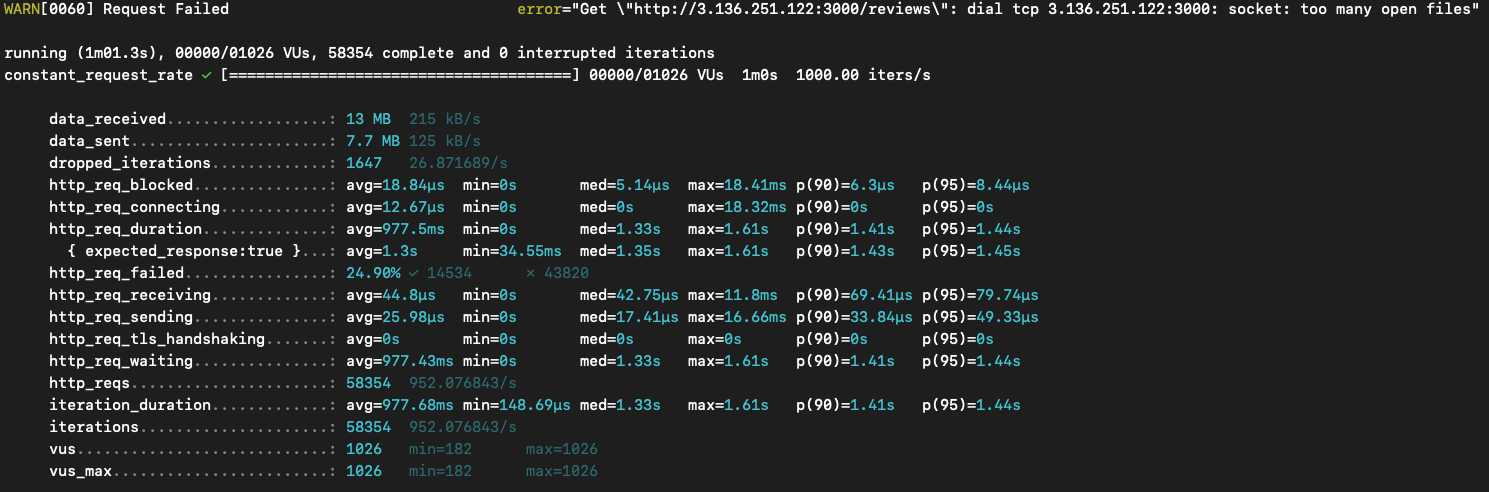 WARN[0060] Request Failed error="Get \"http://3.136.251.122:3000/reviews\": dial tcp 3.136.251.122:3000: socket: too many open files"
running (1m01.3s), 00000/01026 VUs, 58354 complete and 0 interrupted iterations
constant_request_rate ✓ [======================================] 00000/01026 VUs  1m0s  1000.00 iters/s
data_received..................: 13 MB  215 kB/s
data_sent......................: 7.7 MB 125 kB/s
dropped_iterations.............: 1647   26.871689/s
http_req_blocked...............: avg=18.84µs  min=0s       med=5.14µs  max=18.41ms p(90)=6.3µs   p(95)=8.44µs
http_req_connecting............: avg=12.67µs  min=0s       med=0s      max=18.32ms p(90)=0s      p(95)=0s
http_req_duration..............: avg=977.5ms  min=0s       med=1.33s   max=1.61s   p(90)=1.41s   p(95)=1.44s
{ expected_response:true }...: avg=1.3s     min=34.55ms  med=1.35s   max=1.61s   p(90)=1.43s   p(95)=1.45s
http_req_failed................: 24.90% ✓ 14534      ✗ 43820
http_req_receiving.............: avg=44.8µs   min=0s       med=42.75µs max=11.8ms  p(90)=69.41µs p(95)=79.74µs
http_req_sending...............: avg=25.98µs  min=0s       med=17.41µs max=16.66ms p(90)=33.84µs p(95)=49.33µs
http_req_tls_handshaking.......: avg=0s       min=0s       med=0s      max=0s      p(90)=0s      p(95)=0s
http_req_waiting...............: avg=977.43ms min=0s       med=1.33s   max=1.61s   p(90)=1.41s   p(95)=1.44s
http_reqs......................: 58354  952.076843/s
iteration_duration.............: avg=977.68ms min=148.69µs med=1.33s   max=1.61s   p(90)=1.41s   p(95)=1.44s
iterations.....................: 58354  952.076843/s
vus............................: 1026   min=182      max=1026
vus_max........................: 1026   min=182      max=1026